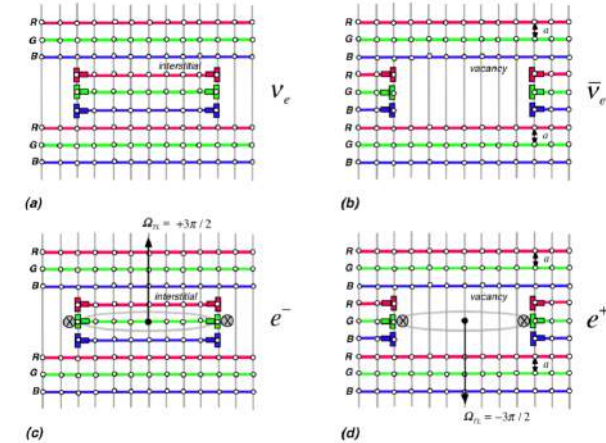 R
G
B
interstitial
R
G
B
ν_e
(a)
R
a
G
B
vacancy
R
G
B
R
a
G
B
ν̄_e
(b)
Ω_TL = +3π / 2
R
G
B
interstitial
R
G
B
e⁻
(c)
R
a
G
B
vacancy
R
G
B
R
a
G
B
e⁺
Ω_TL = −3π / 2
(d)